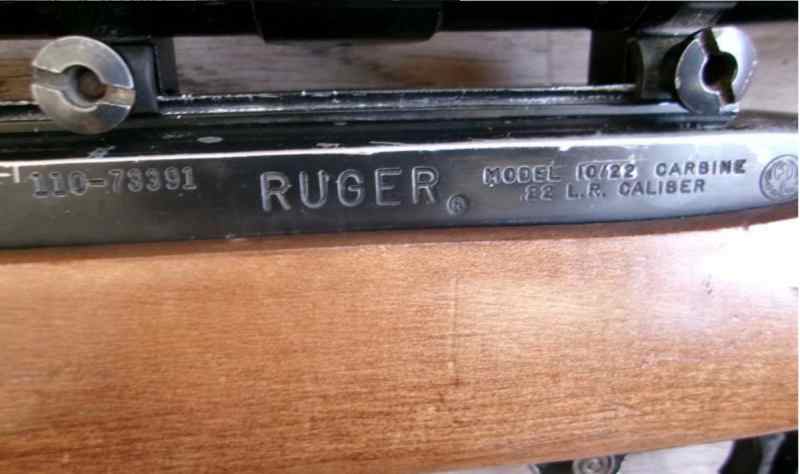 110-73391
RUGER®
MODEL 10/22 CARBINE
.22 L.R. CALIBER